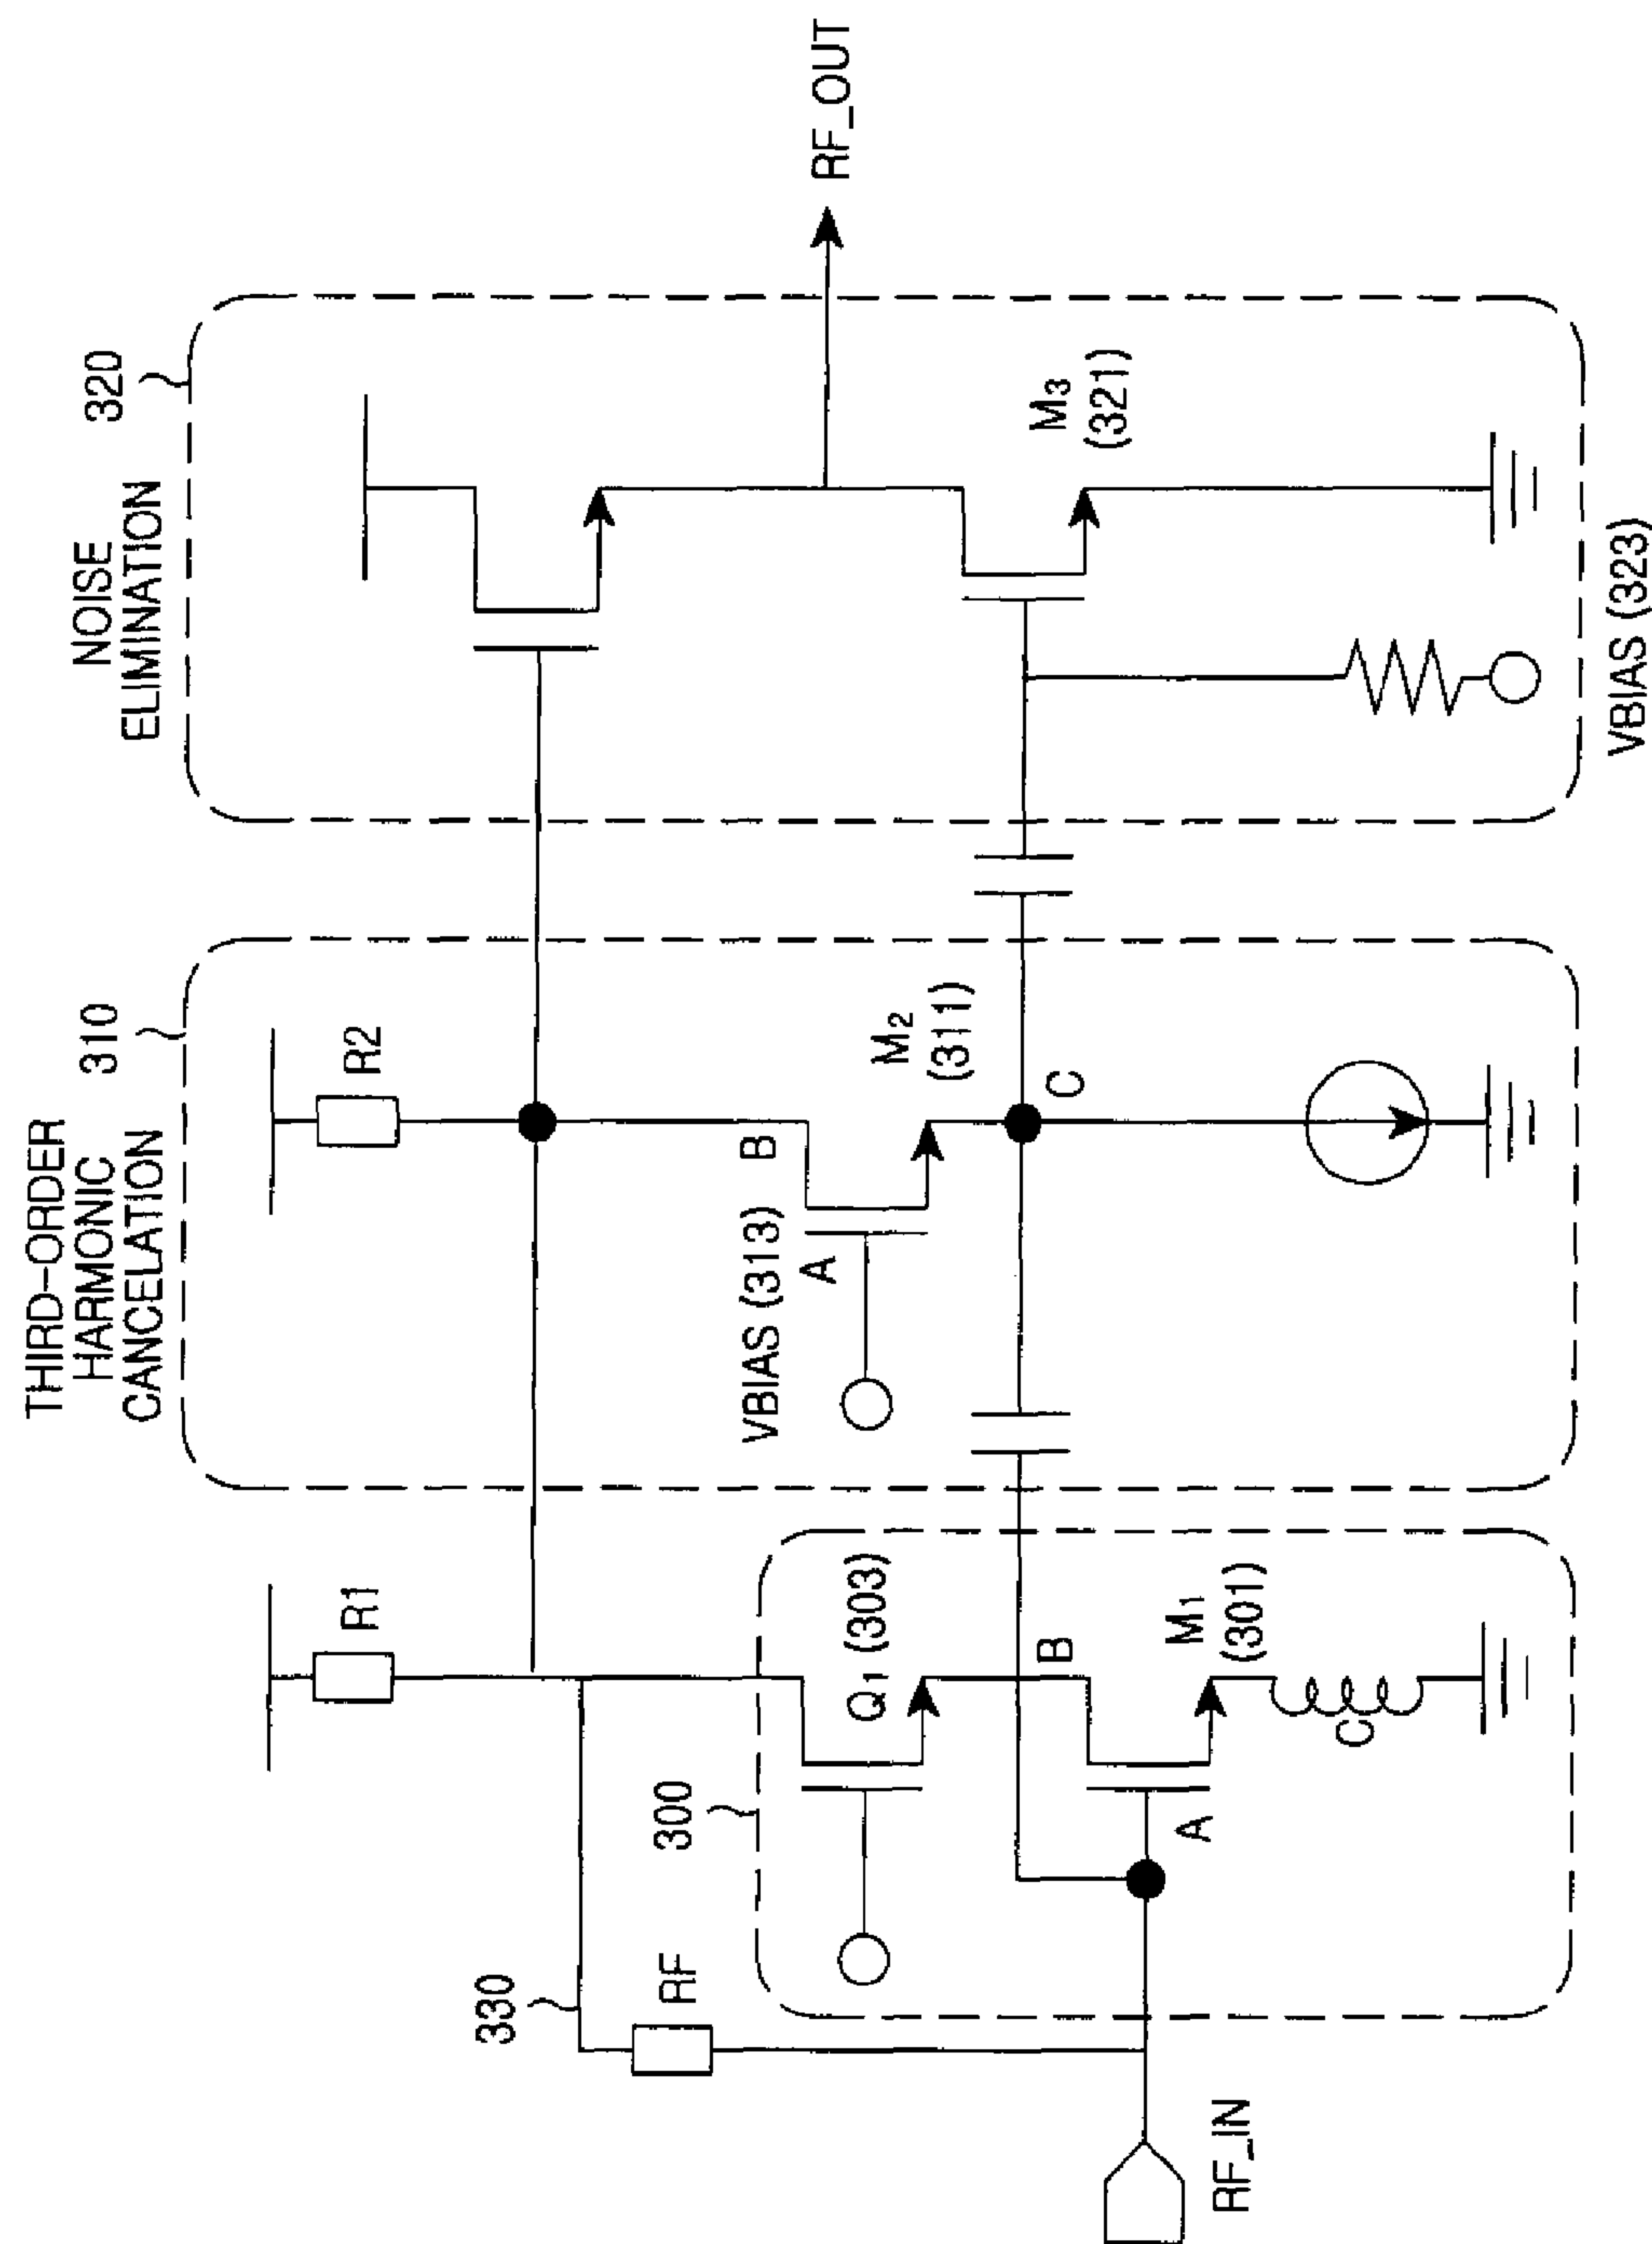 THIRD-ORDER
HARMONIC
CANCELATION
310
NOISE
ELIMINATION
320
R1
R2
330
RF
300
Q1 (303)
B
A
M1
(301)
C
VBIAS (313)
A
B
M2
(311)
C
M3
(321)
VBIAS (323)
RF_IN
RF_OUT